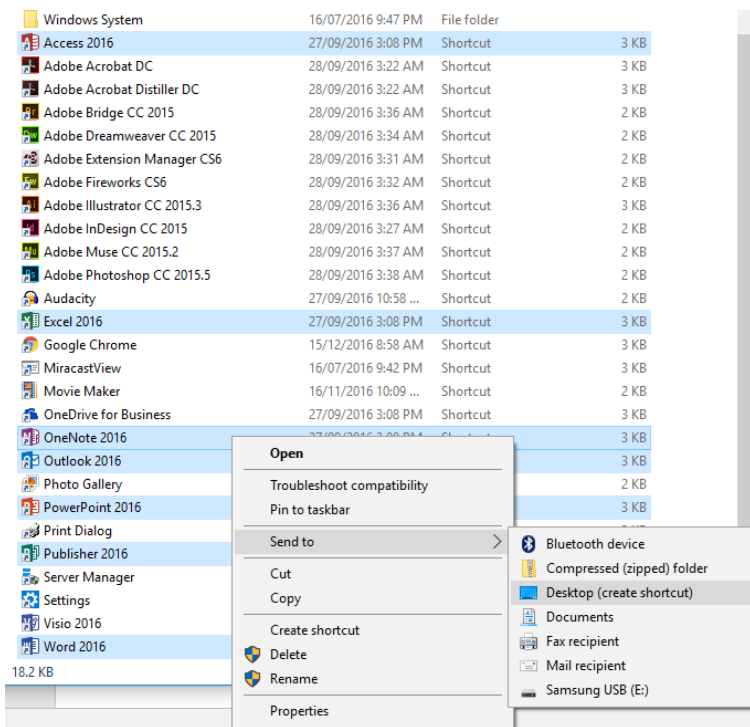 Windows System 16/07/2016 9:47 PM File folder
Access 2016 27/09/2016 3:08 PM Shortcut 3 KB
Adobe Acrobat DC 28/09/2016 3:22 AM Shortcut 3 KB
Adobe Acrobat Distiller DC 28/09/2016 3:22 AM Shortcut 3 KB
Adobe Bridge CC 2015 28/09/2016 3:36 AM Shortcut 2 KB
Adobe Dreamweaver CC 2015 28/09/2016 3:34 AM Shortcut 2 KB
Adobe Extension Manager CS6 28/09/2016 3:31 AM Shortcut 2 KB
Adobe Fireworks CS6 28/09/2016 3:32 AM Shortcut 2 KB
Adobe Illustrator CC 2015.3 28/09/2016 3:36 AM Shortcut 3 KB
Adobe InDesign CC 2015 28/09/2016 3:27 AM Shortcut 2 KB
Adobe Muse CC 2015.2 28/09/2016 3:37 AM Shortcut 2 KB
Adobe Photoshop CC 2015.5 28/09/2016 3:38 AM Shortcut 2 KB
Audacity 27/09/2016 10:58 ... Shortcut 2 KB
Excel 2016 27/09/2016 3:08 PM Shortcut 3 KB
Google Chrome 15/12/2016 8:58 AM Shortcut 3 KB
MiracastView 16/07/2016 9:42 PM Shortcut 3 KB
Movie Maker 16/11/2016 10:09 ... Shortcut 2 KB
OneDrive for Business 27/09/2016 3:08 PM Shortcut 3 KB
OneNote 2016 27/09/2016 3:08 PM Shortcut 3 KB
Outlook 2016 3 KB
Photo Gallery 2 KB
PowerPoint 2016 3 KB
Print Dialog
Publisher 2016
Server Manager
Settings
Visio 2016
Word 2016
18.2 KB
Open
Troubleshoot compatibility
Pin to taskbar
Send to
Cut
Copy
Create shortcut
Delete
Rename
Properties
Bluetooth device
Compressed (zipped) folder
Desktop (create shortcut)
Documents
Fax recipient
Mail recipient
Samsung USB (E:)